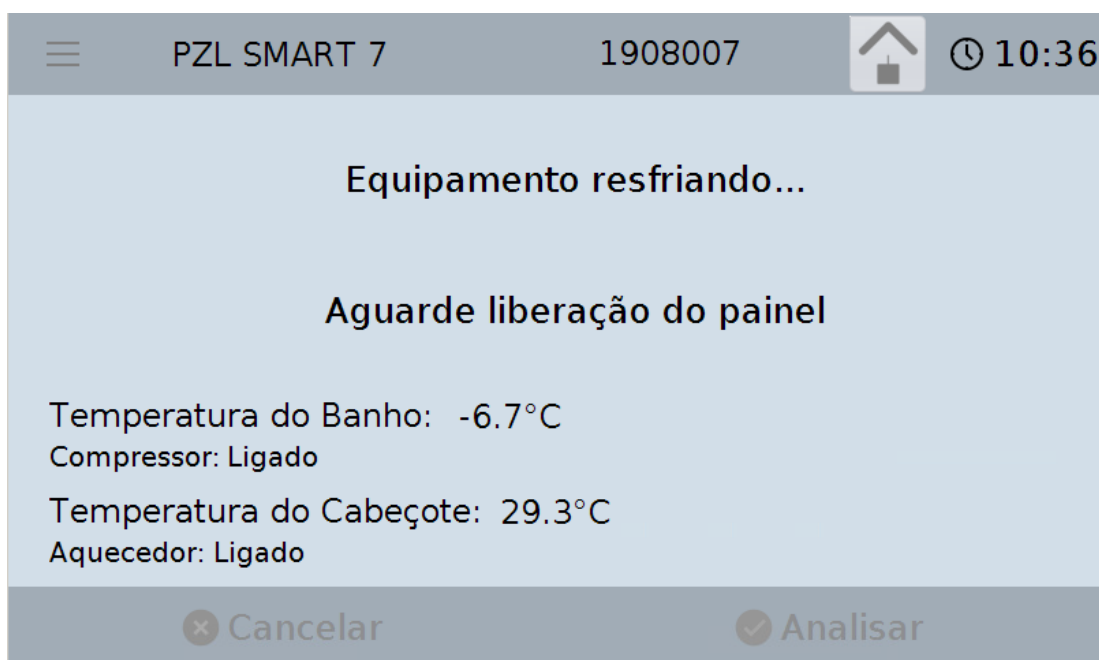 PZL SMART 7 1908007 10:36
Equipamento resfriando...
Aguarde liberação do painel
Temperatura do Banho: -6.7°C
Compressor: Ligado
Temperatura do Cabeçote: 29.3°C
Aquecedor: Ligado
Cancelar Analisar